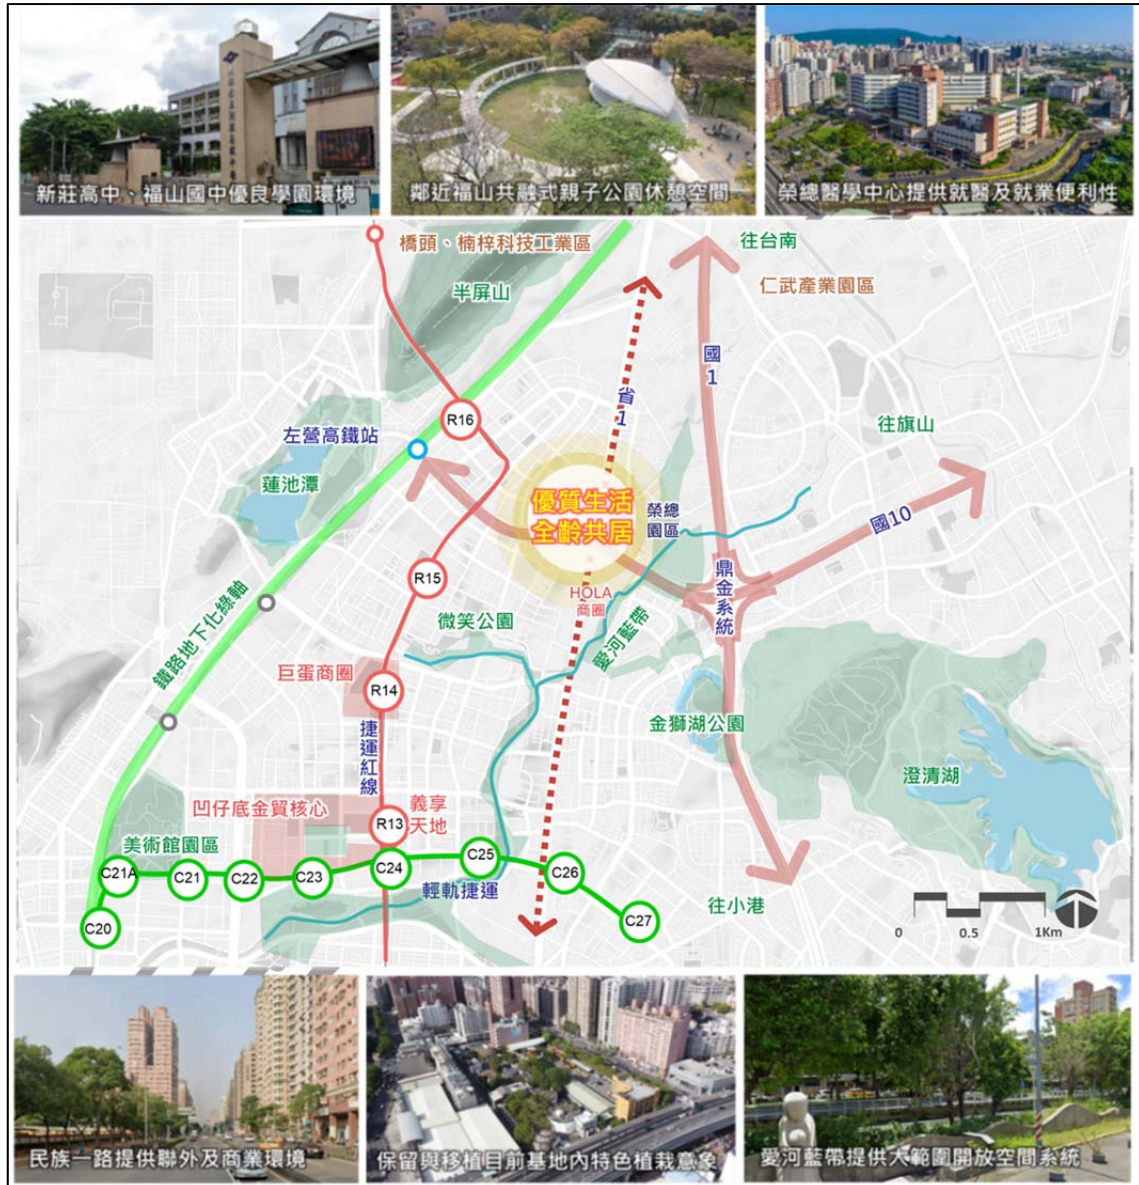 新莊高中、福山國中優良學園環境
鄰近福山共融式親子公園休憩空間
榮總醫學中心提供就醫及就業便利性
橋頭、楠梓科技工業區
往台南
半屏山
仁武產業園區
國1
省1
R16
往旗山
左營高鐵站
蓮池潭
優質生活
全齡共居
榮總
園區
國10
R15
HOLA
商圈
鼎金系統
微笑公園
愛河藍帶
鐵路地下化綠軸
巨蛋商圈
R14
捷運紅線
金獅湖公園
澄清湖
凹仔底金貿核心
義享
天地
R13
美術館園區
C21A
C21
C22
C23
C24
C25
C26
輕軌捷運
往小港
C20
C27
0
0.5
1Km
民族一路提供聯外及商業環境
保留與移植目前基地內特色植栽意象
愛河藍帶提供大範圍開放空間系統